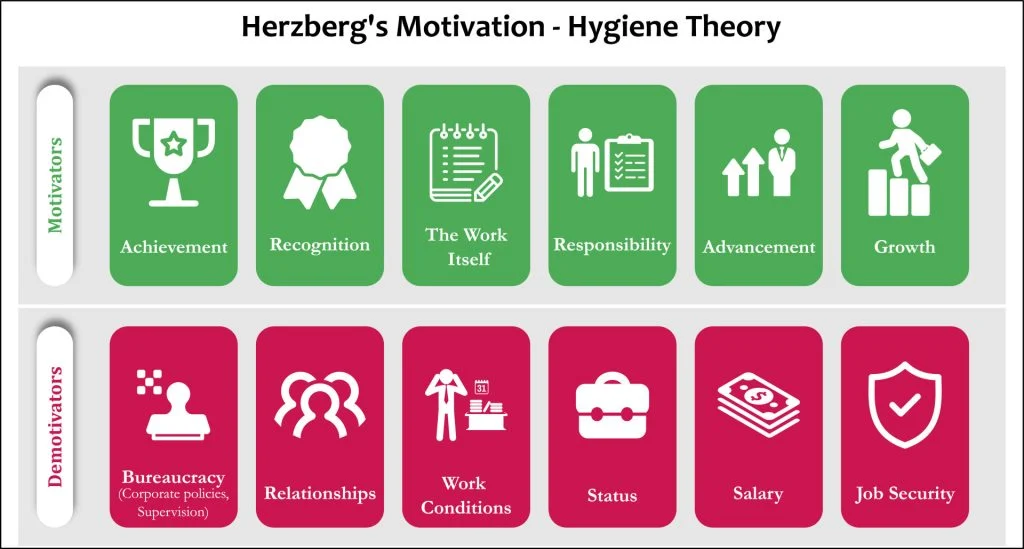 Herzberg's Motivation - Hygiene Theory
Motivators
Achievement
Recognition
The Work
Itself
Responsibility
Advancement
Growth
Demotivators
Bureaucracy
(Corporate policies,
Supervision)
Relationships
31
Work
Conditions
Status
$
Salary
Job Security